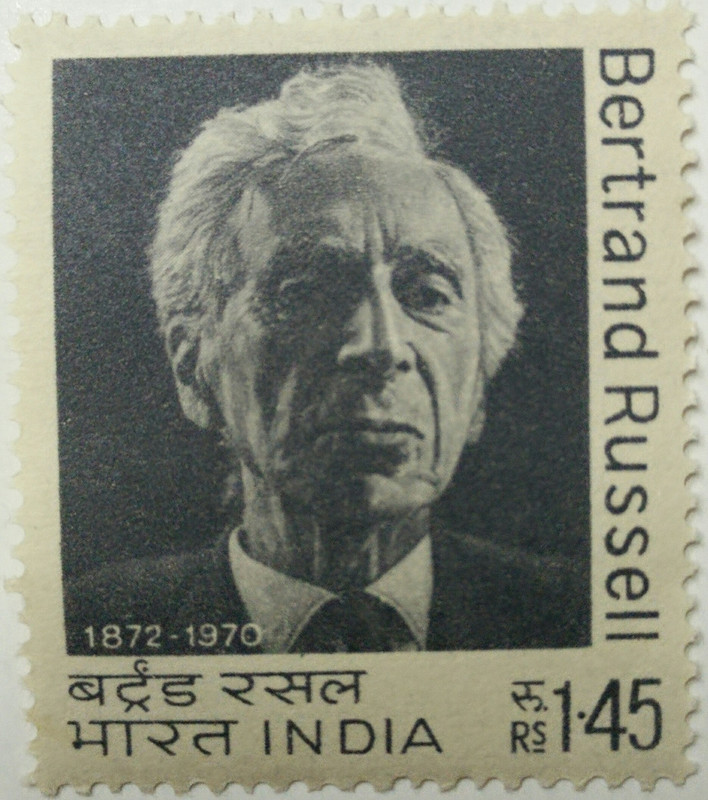 Bertrand Russell
1872-1970
बर्ट्रंड रसल
भारत INDIA
रु.
RS 1·45